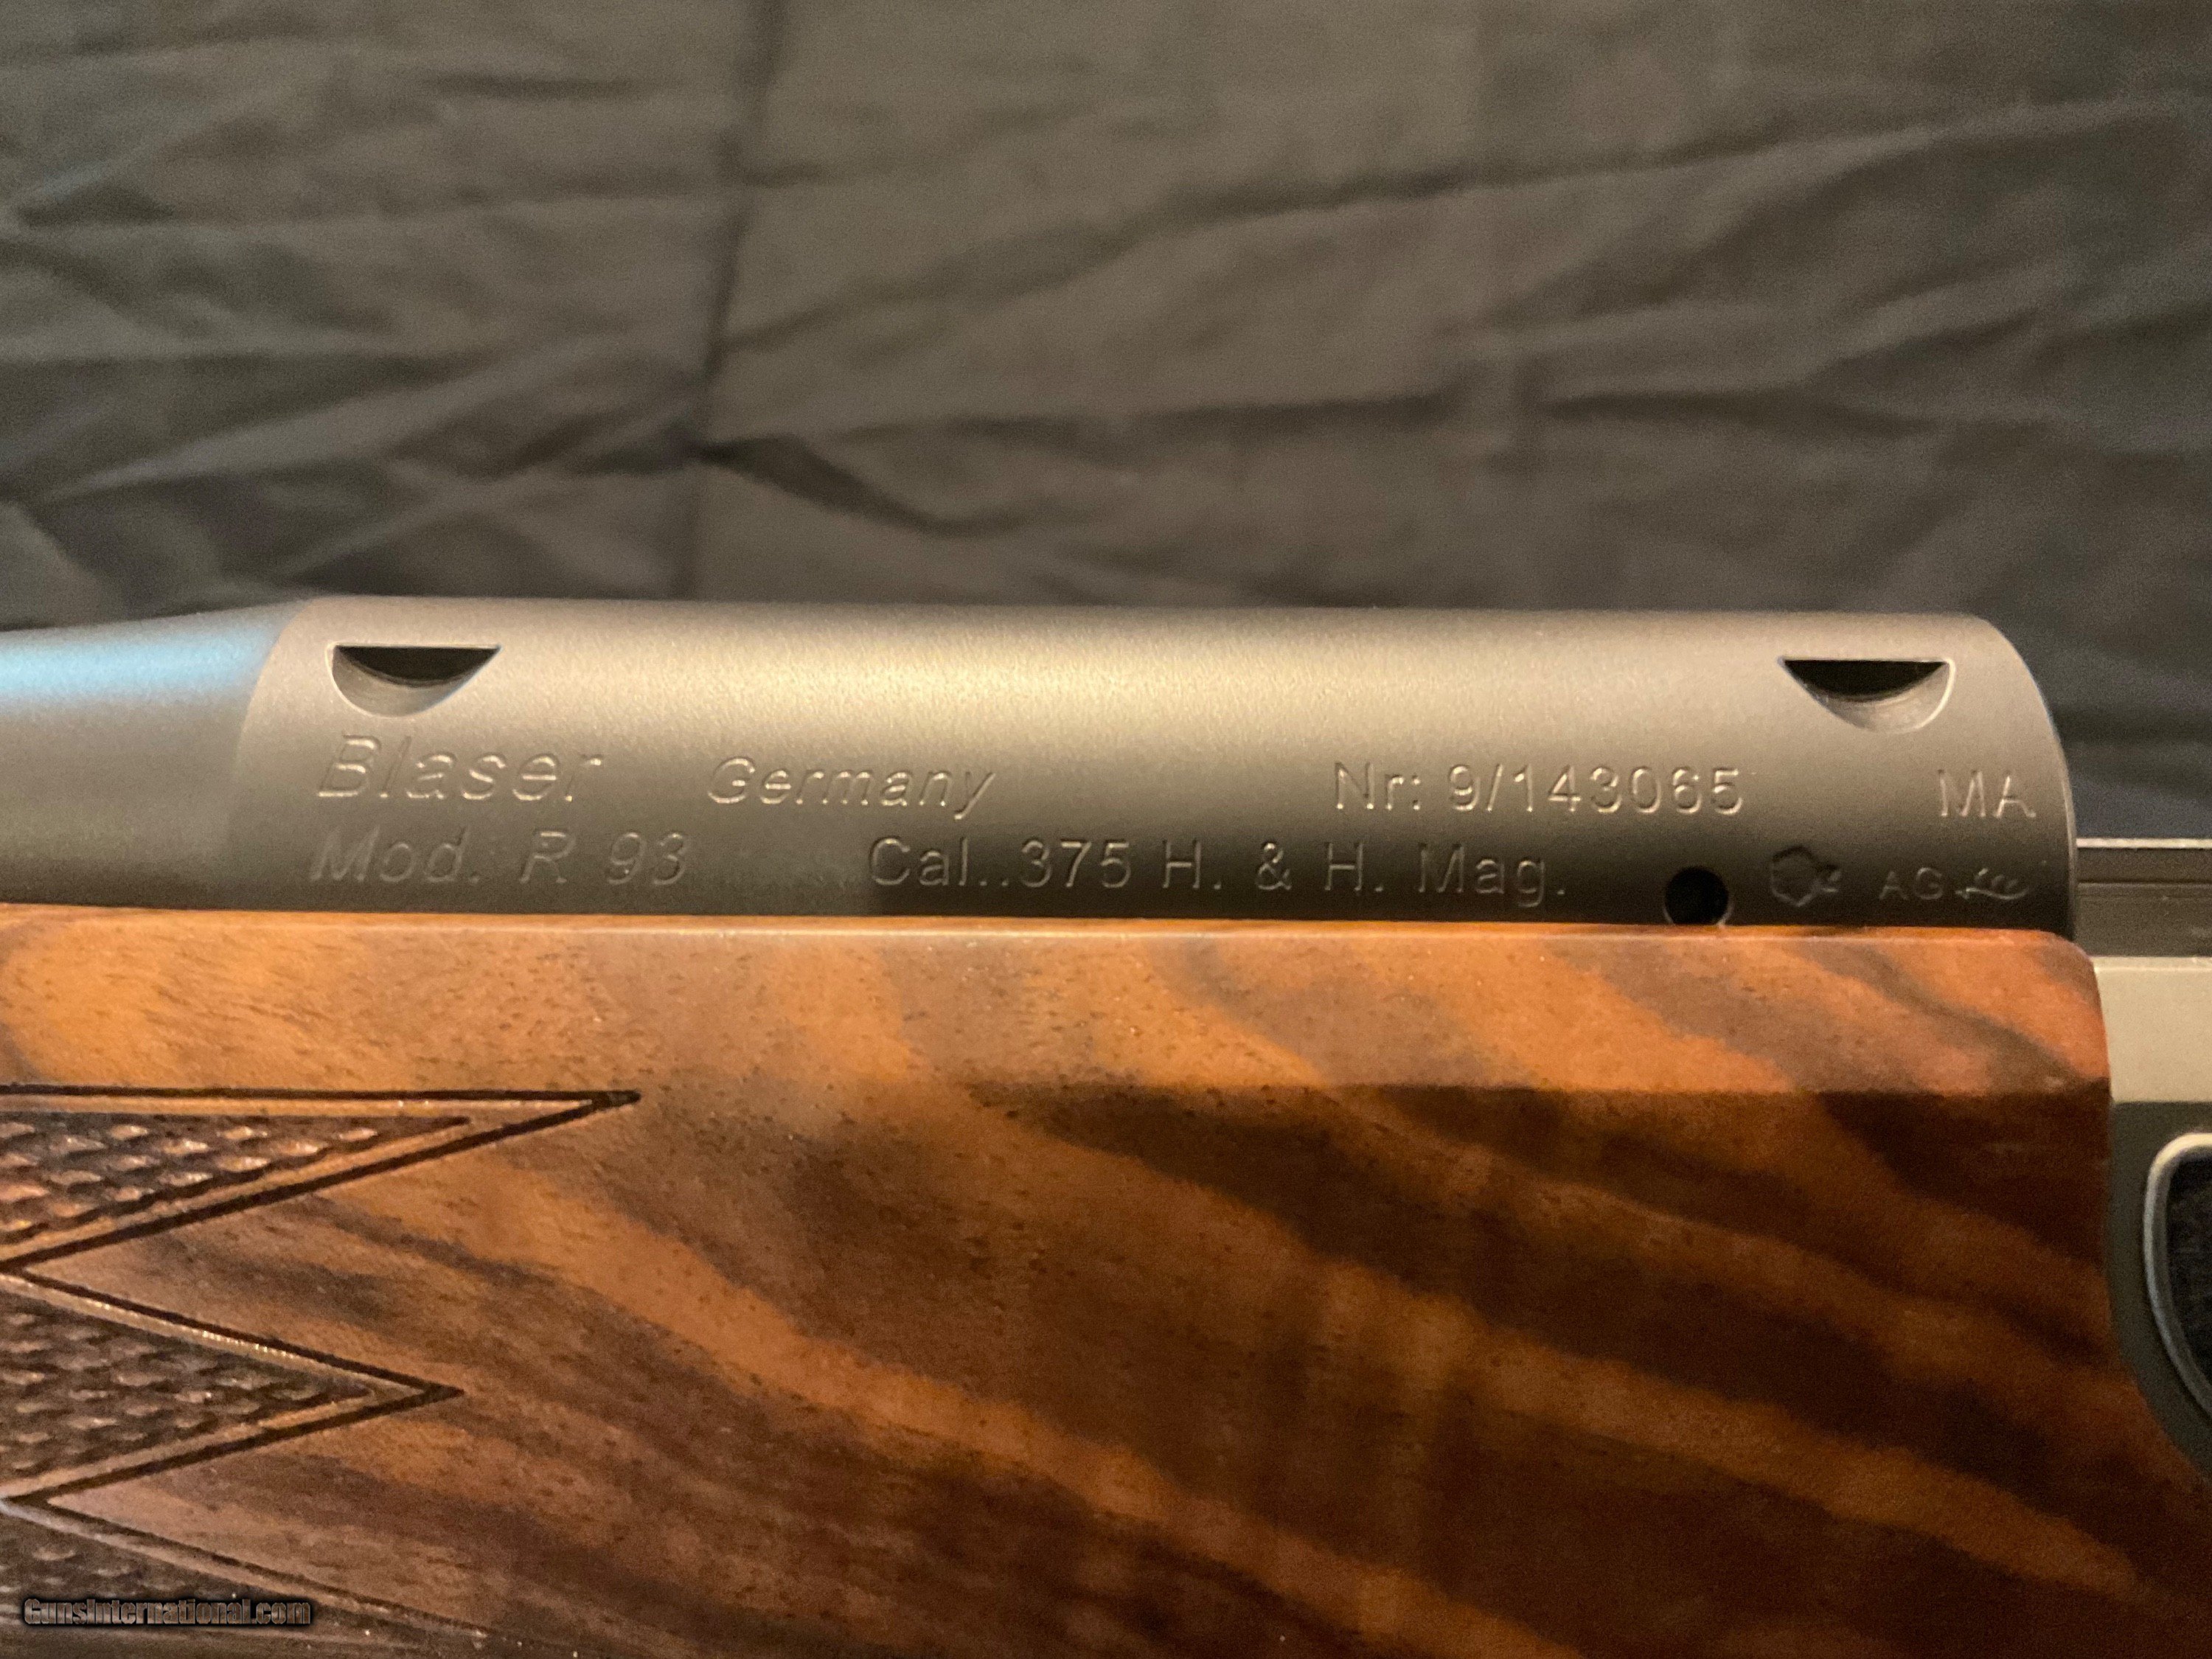 Blaser Germany Nr: 9/143065 MA
Mod. R 93 Cal..375 H. & H. Mag. AG
GunsInternational.com